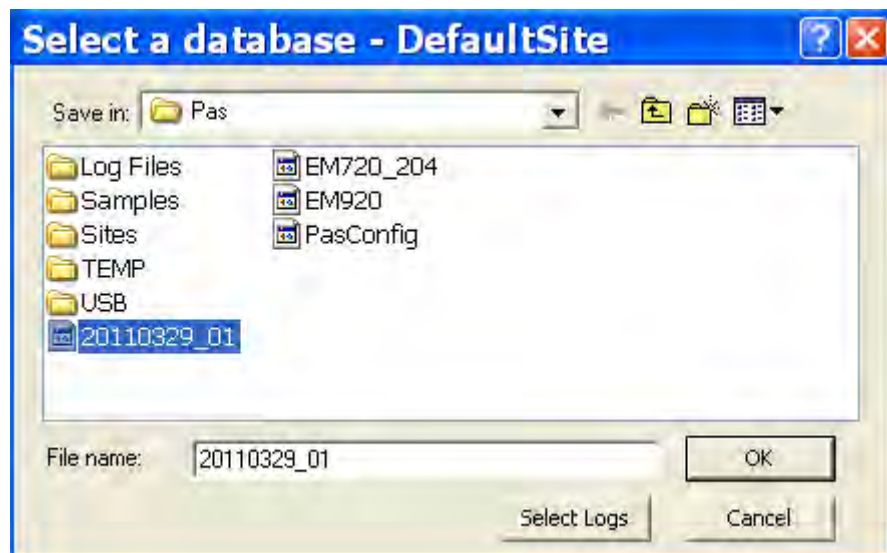 Select a database - DefaultSite
Save in: Pas
Log Files
Samples
Sites
TEMP
USB
20110329_01
EM720_204
EM920
PasConfig
File name: 20110329_01
OK
Select Logs
Cancel